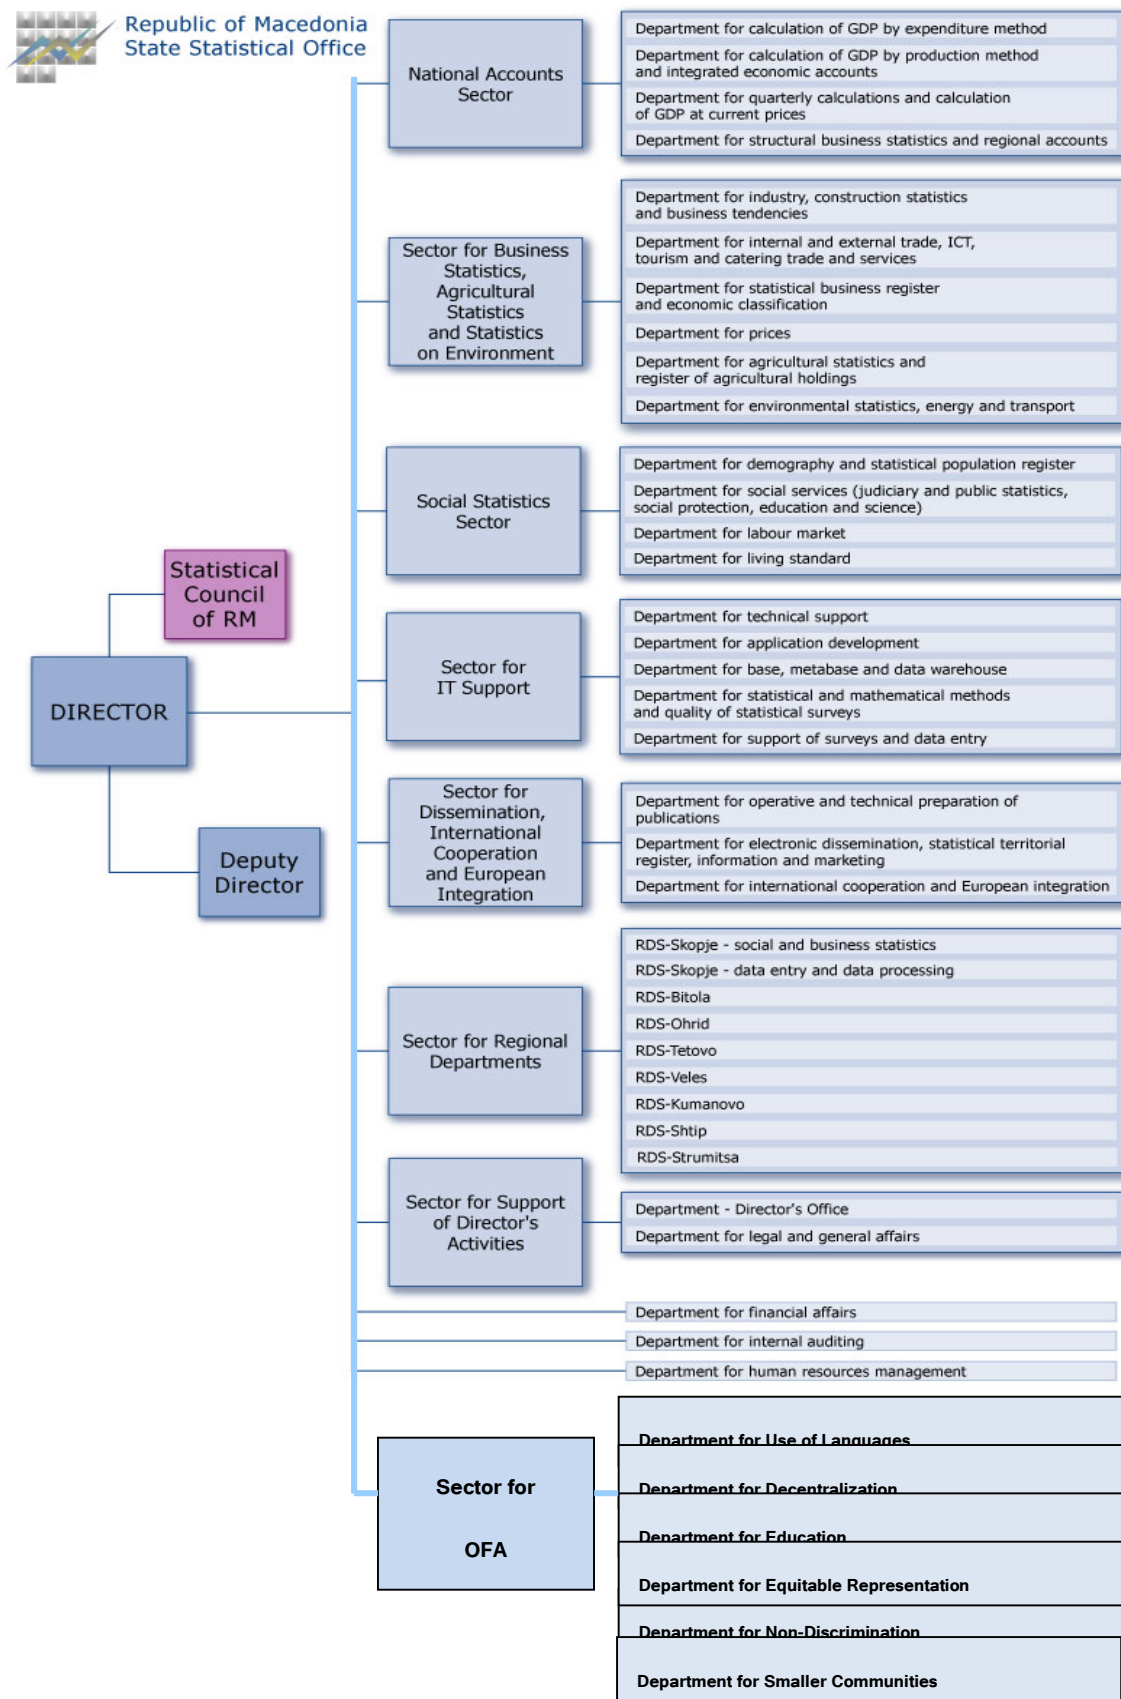 Republic of Macedonia
State Statistical Office
National Accounts
Sector
Department for calculation of GDP by expenditure method
Department for calculation of GDP by production method
and integrated economic accounts
Department for quarterly calculations and calculation
of GDP at current prices
Department for structural business statistics and regional accounts
Sector for Business
Statistics,
Agricultural
Statistics
and Statistics
on Environment
Department for industry, construction statistics
and business tendencies
Department for internal and external trade, ICT,
tourism and catering trade and services
Department for statistical business register
and economic classification
Department for prices
Department for agricultural statistics and
register of agricultural holdings
Department for environmental statistics, energy and transport
Social Statistics
Sector
Department for demography and statistical population register
Department for social services (judiciary and public statistics,
social protection, education and science)
Department for labour market
Department for living standard
Statistical
Council
of RM
DIRECTOR
Deputy
Director
Sector for
IT Support
Department for technical support
Department for application development
Department for base, metabase and data warehouse
Department for statistical and mathematical methods
and quality of statistical surveys
Department for support of surveys and data entry
Sector for
Dissemination,
International
Cooperation
and European
Integration
Department for operative and technical preparation of
publications
Department for electronic dissemination, statistical territorial
register, information and marketing
Department for international cooperation and European integration
Sector for Regional
Departments
RDS-Skopje - social and business statistics
RDS-Skopje - data entry and data processing
RDS-Bitola
RDS-Ohrid
RDS-Tetovo
RDS-Veles
RDS-Kumanovo
RDS-Shtip
RDS-Strumitsa
Sector for Support
of Director's
Activities
Department - Director's Office
Department for legal and general affairs
Department for financial affairs
Department for internal auditing
Department for human resources management
Sector for
OFA
Department for Use of Languages
Department for Decentralization
Department for Education
Department for Equitable Representation
Department for Non-Discrimination
Department for Smaller Communities